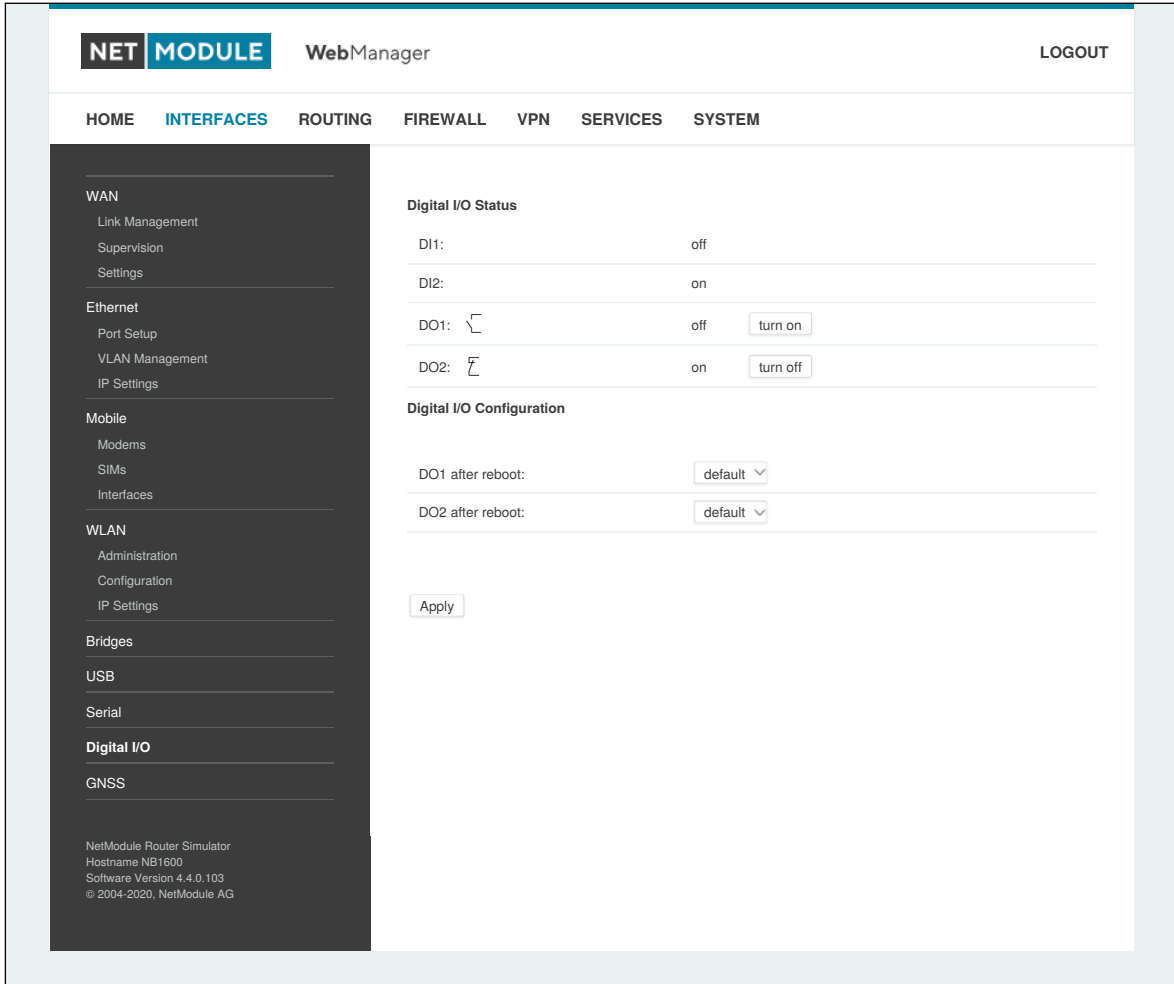 NET MODULE WebManager LOGOUT
HOME INTERFACES ROUTING FIREWALL VPN SERVICES SYSTEM
WAN
Link Management
Supervision
Settings
Ethernet
Port Setup
VLAN Management
IP Settings
Mobile
Modems
SIMs
Interfaces
WLAN
Administration
Configuration
IP Settings
Bridges
USB
Serial
Digital I/O
GNSS
NetModule Router Simulator
Hostname NB1600
Software Version 4.4.0.103
© 2004-2020, NetModule AG
Digital I/O Status
DI1: off
DI2: on
DO1: off turn on
DO2: on turn off
Digital I/O Configuration
DO1 after reboot: default
DO2 after reboot: default
Apply